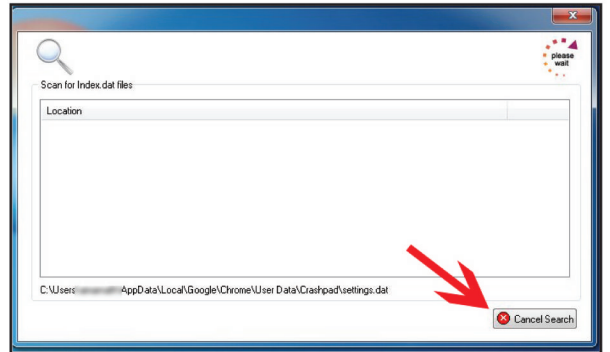 please
wait
Scan for Index.dat files
Location
C:\Users AppData\Local\Google\Chrome\User Data\Crashpad\settings.dat
Cancel Search